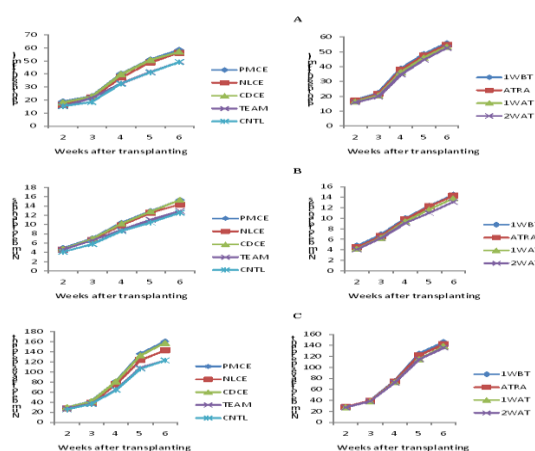 A
70
60
50
40
30
20
10
0
2 3 4 5 6
Weeks after transplanting
PMCE
NLCE
CDCE
TEAM
CNTL
60
50
40
30
20
10
0
2 3 4 5 6
Weeks after transplanting
1WBT
ATRA
1WAT
2WAT
B
18
16
14
12
10
8
6
4
2
0
2 3 4 5 6
Weeks after transplanting
PMCE
NLCE
CDCE
TEAM
CNTL
16
14
12
10
8
6
4
2
0
2 3 4 5 6
Weeks after transplanting
1WBT
ATRA
1WAT
2WAT
C
180
160
140
120
100
80
60
40
20
0
2 3 4 5 6
Weeks after transplanting
PMCE
NLCE
CDCE
TEAM
CNTL
160
140
120
100
80
60
40
20
0
2 3 4 5 6
Weeks after transplanting
1WBT
ATRA
1WAT
2WAT